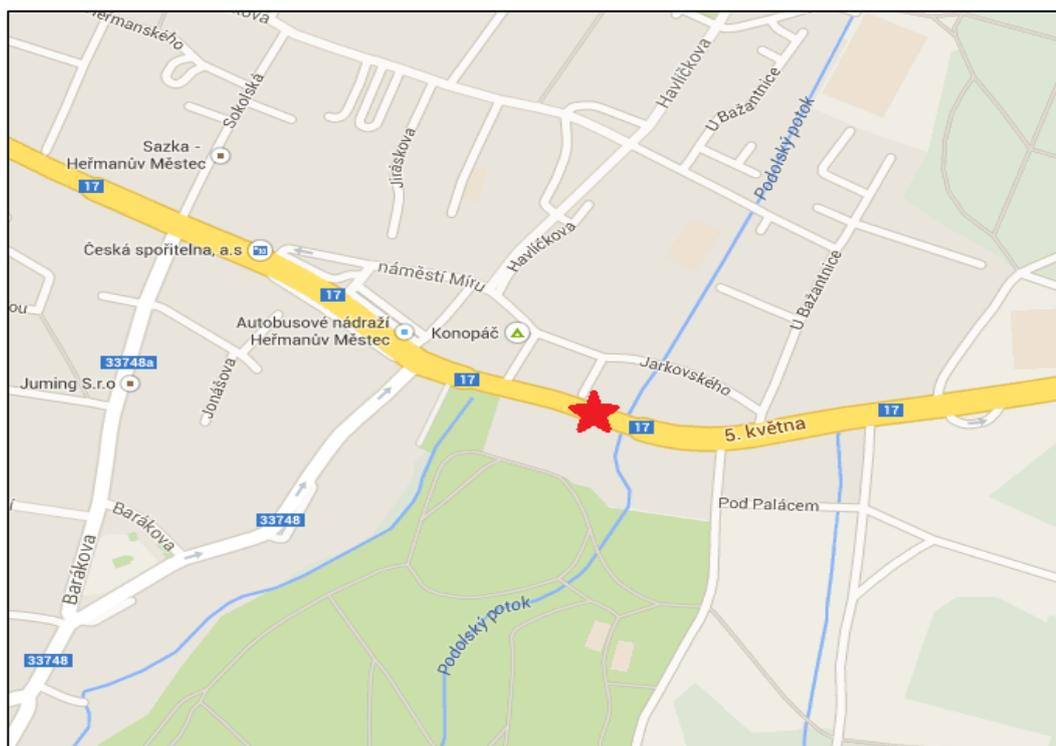 Heřmanského
Sokolská
Jiráskova
Havlíčkova
U Bažantnice
Podolský potok
Sazka -
Heřmanův Městec
17
Česká spořitelna, a.s
náměstí Míru
Havlíčkova
17
U Bažantnice
ou
Autobusové nádraží
Heřmanův Městec
Konopáč
33748a
Juming S.r.o
Jonášova
17
Jarkovského
17
17
5. května
Pod Palácem
Barákova
33748
Barákova
Podolský potok
33748